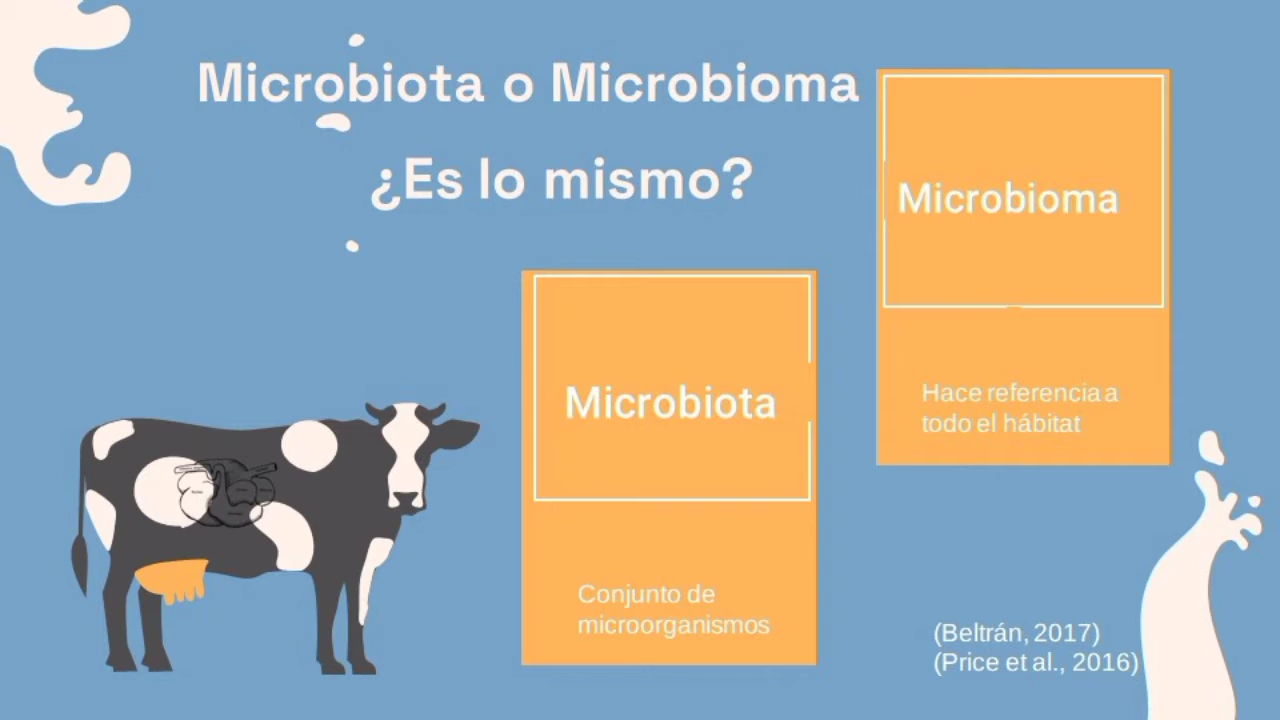 Microbiota o Microbioma
¿Es lo mismo?
Microbiota
Conjunto de
microorganismos
Microbioma
Hace referencia a
todo el hábitat
(Beltrán, 2017)
(Price et al., 2016)